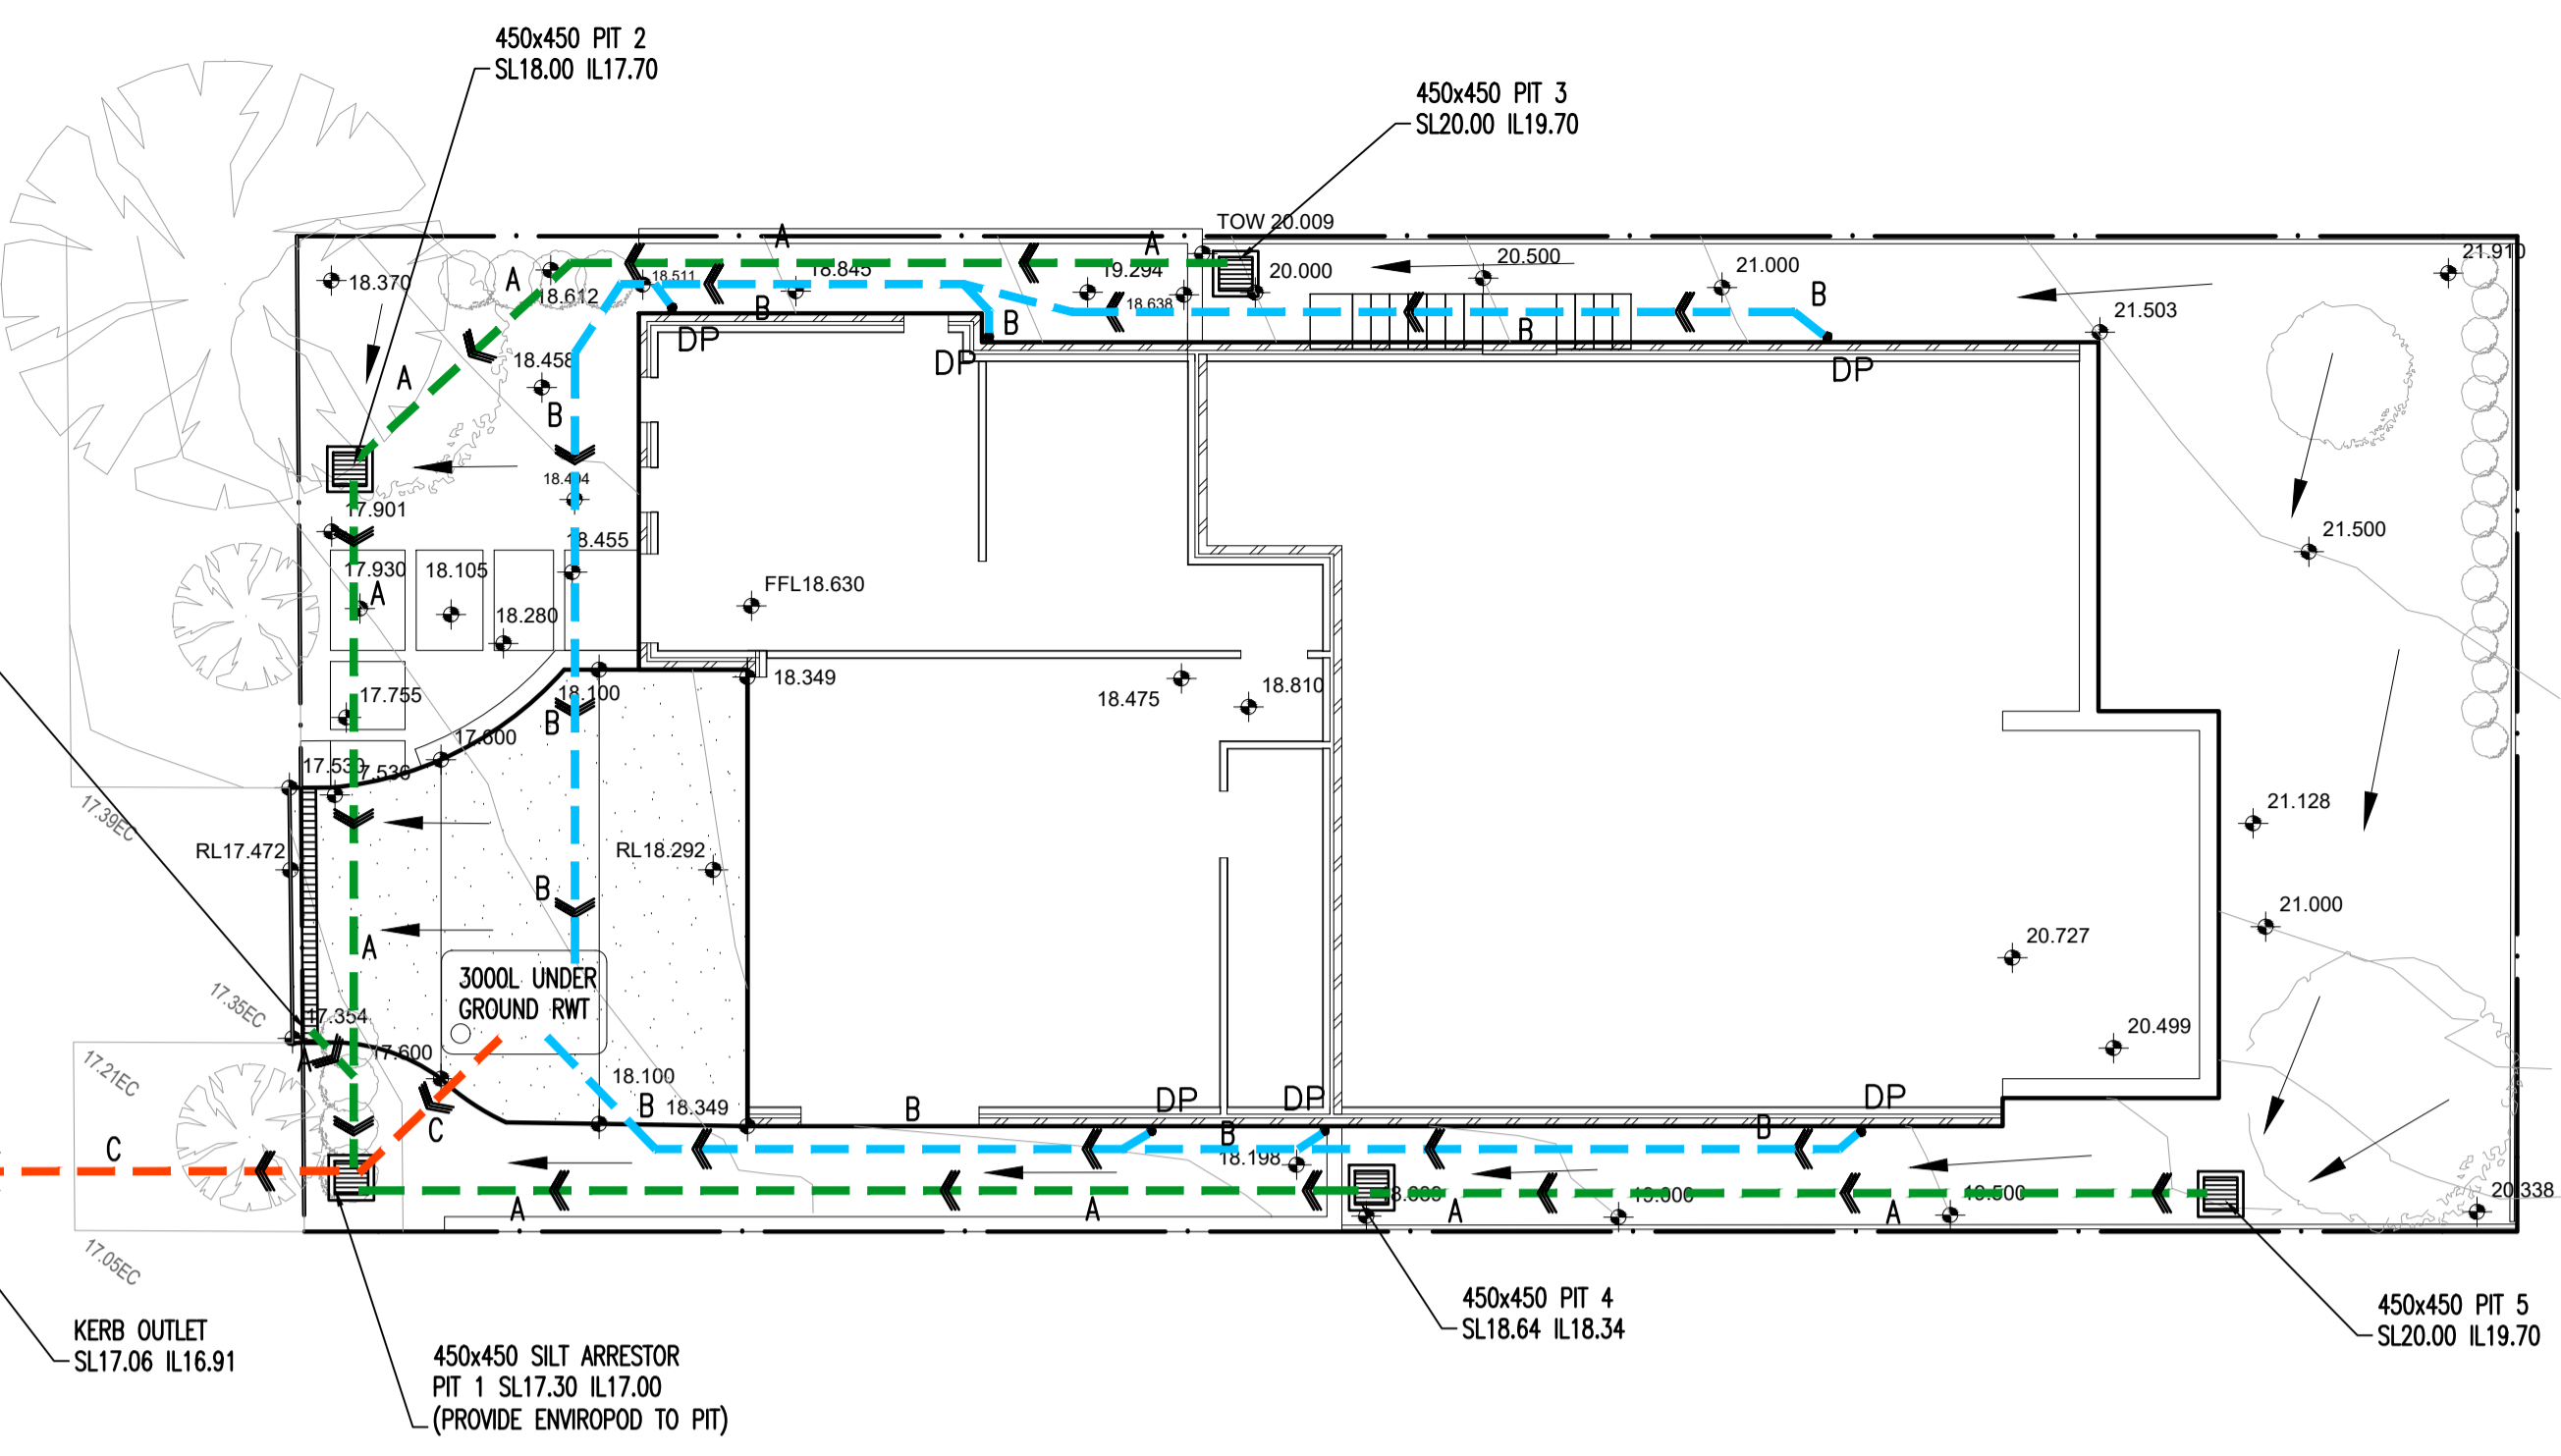 450x450 PIT 2
SL18.00 IL17.70
450x450 PIT 3
SL20.00 IL19.70
TOW 20.009
A
A
18.370
A
18.612
18.511
18.845
19.294
18.638
20.000
20.500
21.000
B
21.503
21.910
B
B
B
DP
DP
DP
18.458
A
B
17.901
18.455
21.500
17.930
A
18.105
18.280
FFL18.630
17.755
18.100
B
18.349
18.475
18.810
17.600
17.530
17.536
17.39EC
RL17.472
RL18.292
B
21.128
21.000
A
20.727
3000L UNDER
GROUND RWT
17.35EC
17.354
20.499
17.600
A
17.21EC
18.100
B
18.349
B
DP
DP
DP
C
C
B
B
18.198
19.000
19.500
20.338
A
A
A
A
17.05EC
KERB OUTLET
SL17.06 IL16.91
450x450 SILT ARRESTOR
PIT 1 SL17.30 IL17.00
(PROVIDE ENVIROPOD TO PIT)
450x450 PIT 4
SL18.64 IL18.34
450x450 PIT 5
SL20.00 IL19.70